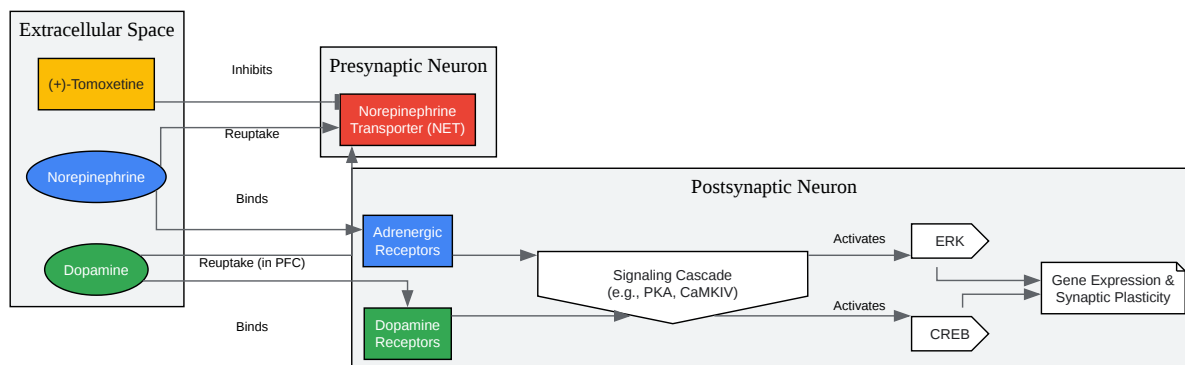 Extracellular Space
(+)-Tomoxetine
Inhibits
Presynaptic Neuron
Norepinephrine
Transporter (NET)
Reuptake
Norepinephrine
Binds
Postsynaptic Neuron
Adrenergic
Receptors
Dopamine
Reuptake (in PFC)
Signaling Cascade
(e.g., PKA, CaMKIV)
Activates
ERK
Gene Expression &
Synaptic Plasticity
Binds
Dopamine
Receptors
Activates
CREB